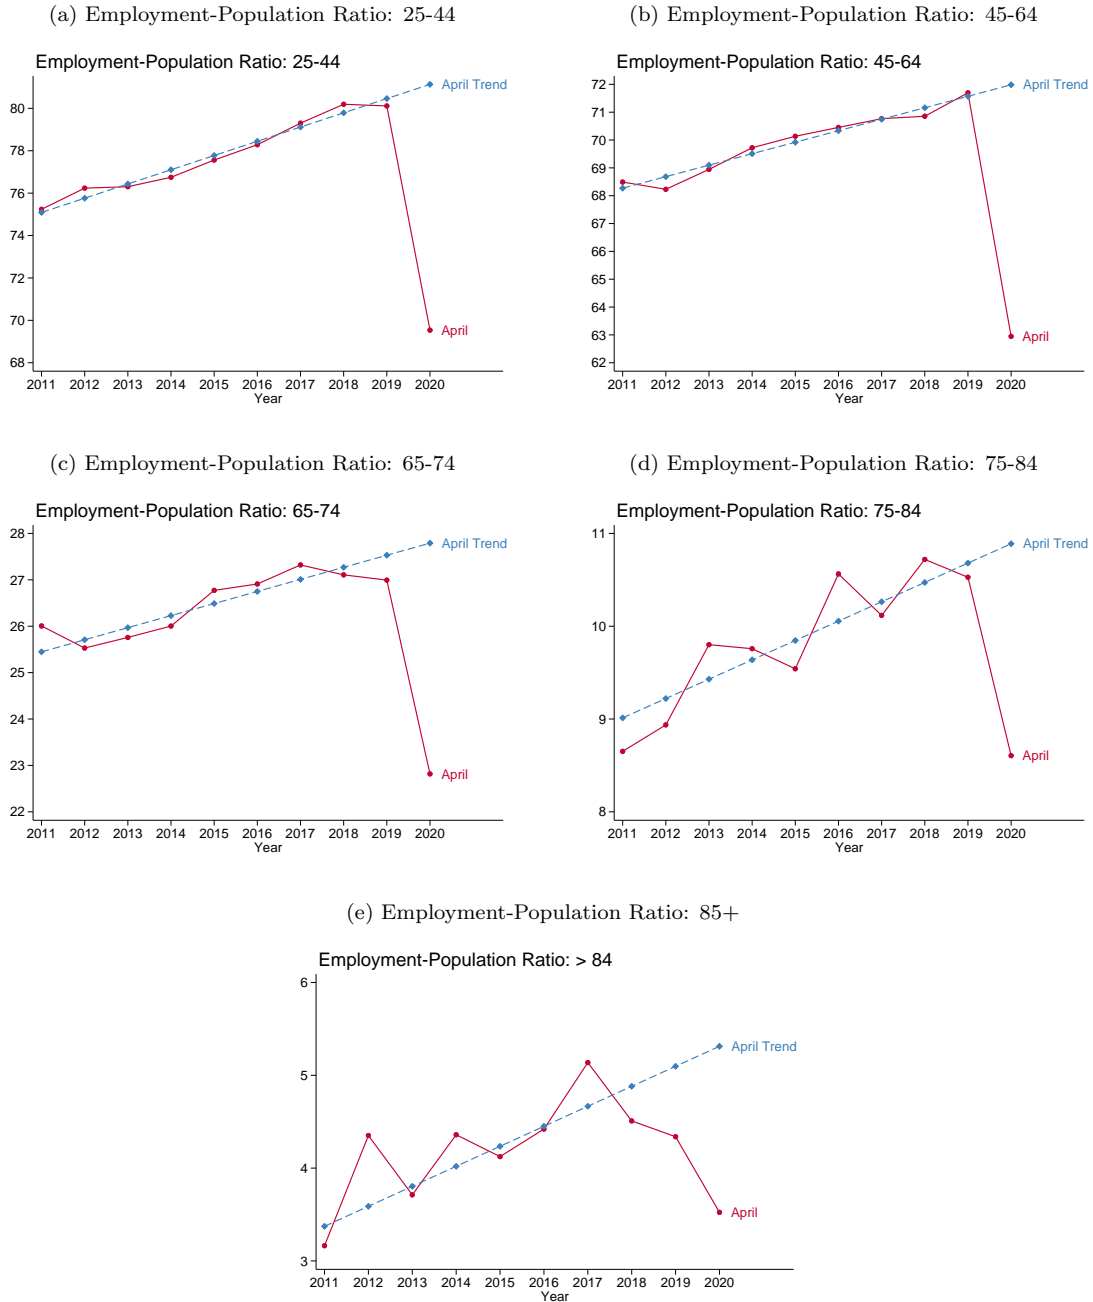 (a) Employment-Population Ratio: 25-44
Employment-Population Ratio: 25-44
80
78
76
74
72
70
68
April Trend
April
2011 2012 2013 2014 2015 2016 2017 2018 2019 2020
Year
(b) Employment-Population Ratio: 45-64
Employment-Population Ratio: 45-64
72
71
70
69
68
67
66
65
64
63
62
April Trend
April
2011 2012 2013 2014 2015 2016 2017 2018 2019 2020
Year
(c) Employment-Population Ratio: 65-74
Employment-Population Ratio: 65-74
28
27
26
25
24
23
22
April Trend
April
2011 2012 2013 2014 2015 2016 2017 2018 2019 2020
Year
(d) Employment-Population Ratio: 75-84
Employment-Population Ratio: 75-84
11
10
9
8
April Trend
April
2011 2012 2013 2014 2015 2016 2017 2018 2019 2020
Year
(e) Employment-Population Ratio: 85+
Employment-Population Ratio: > 84
6
5
4
3
April Trend
April
2011 2012 2013 2014 2015 2016 2017 2018 2019 2020
Year